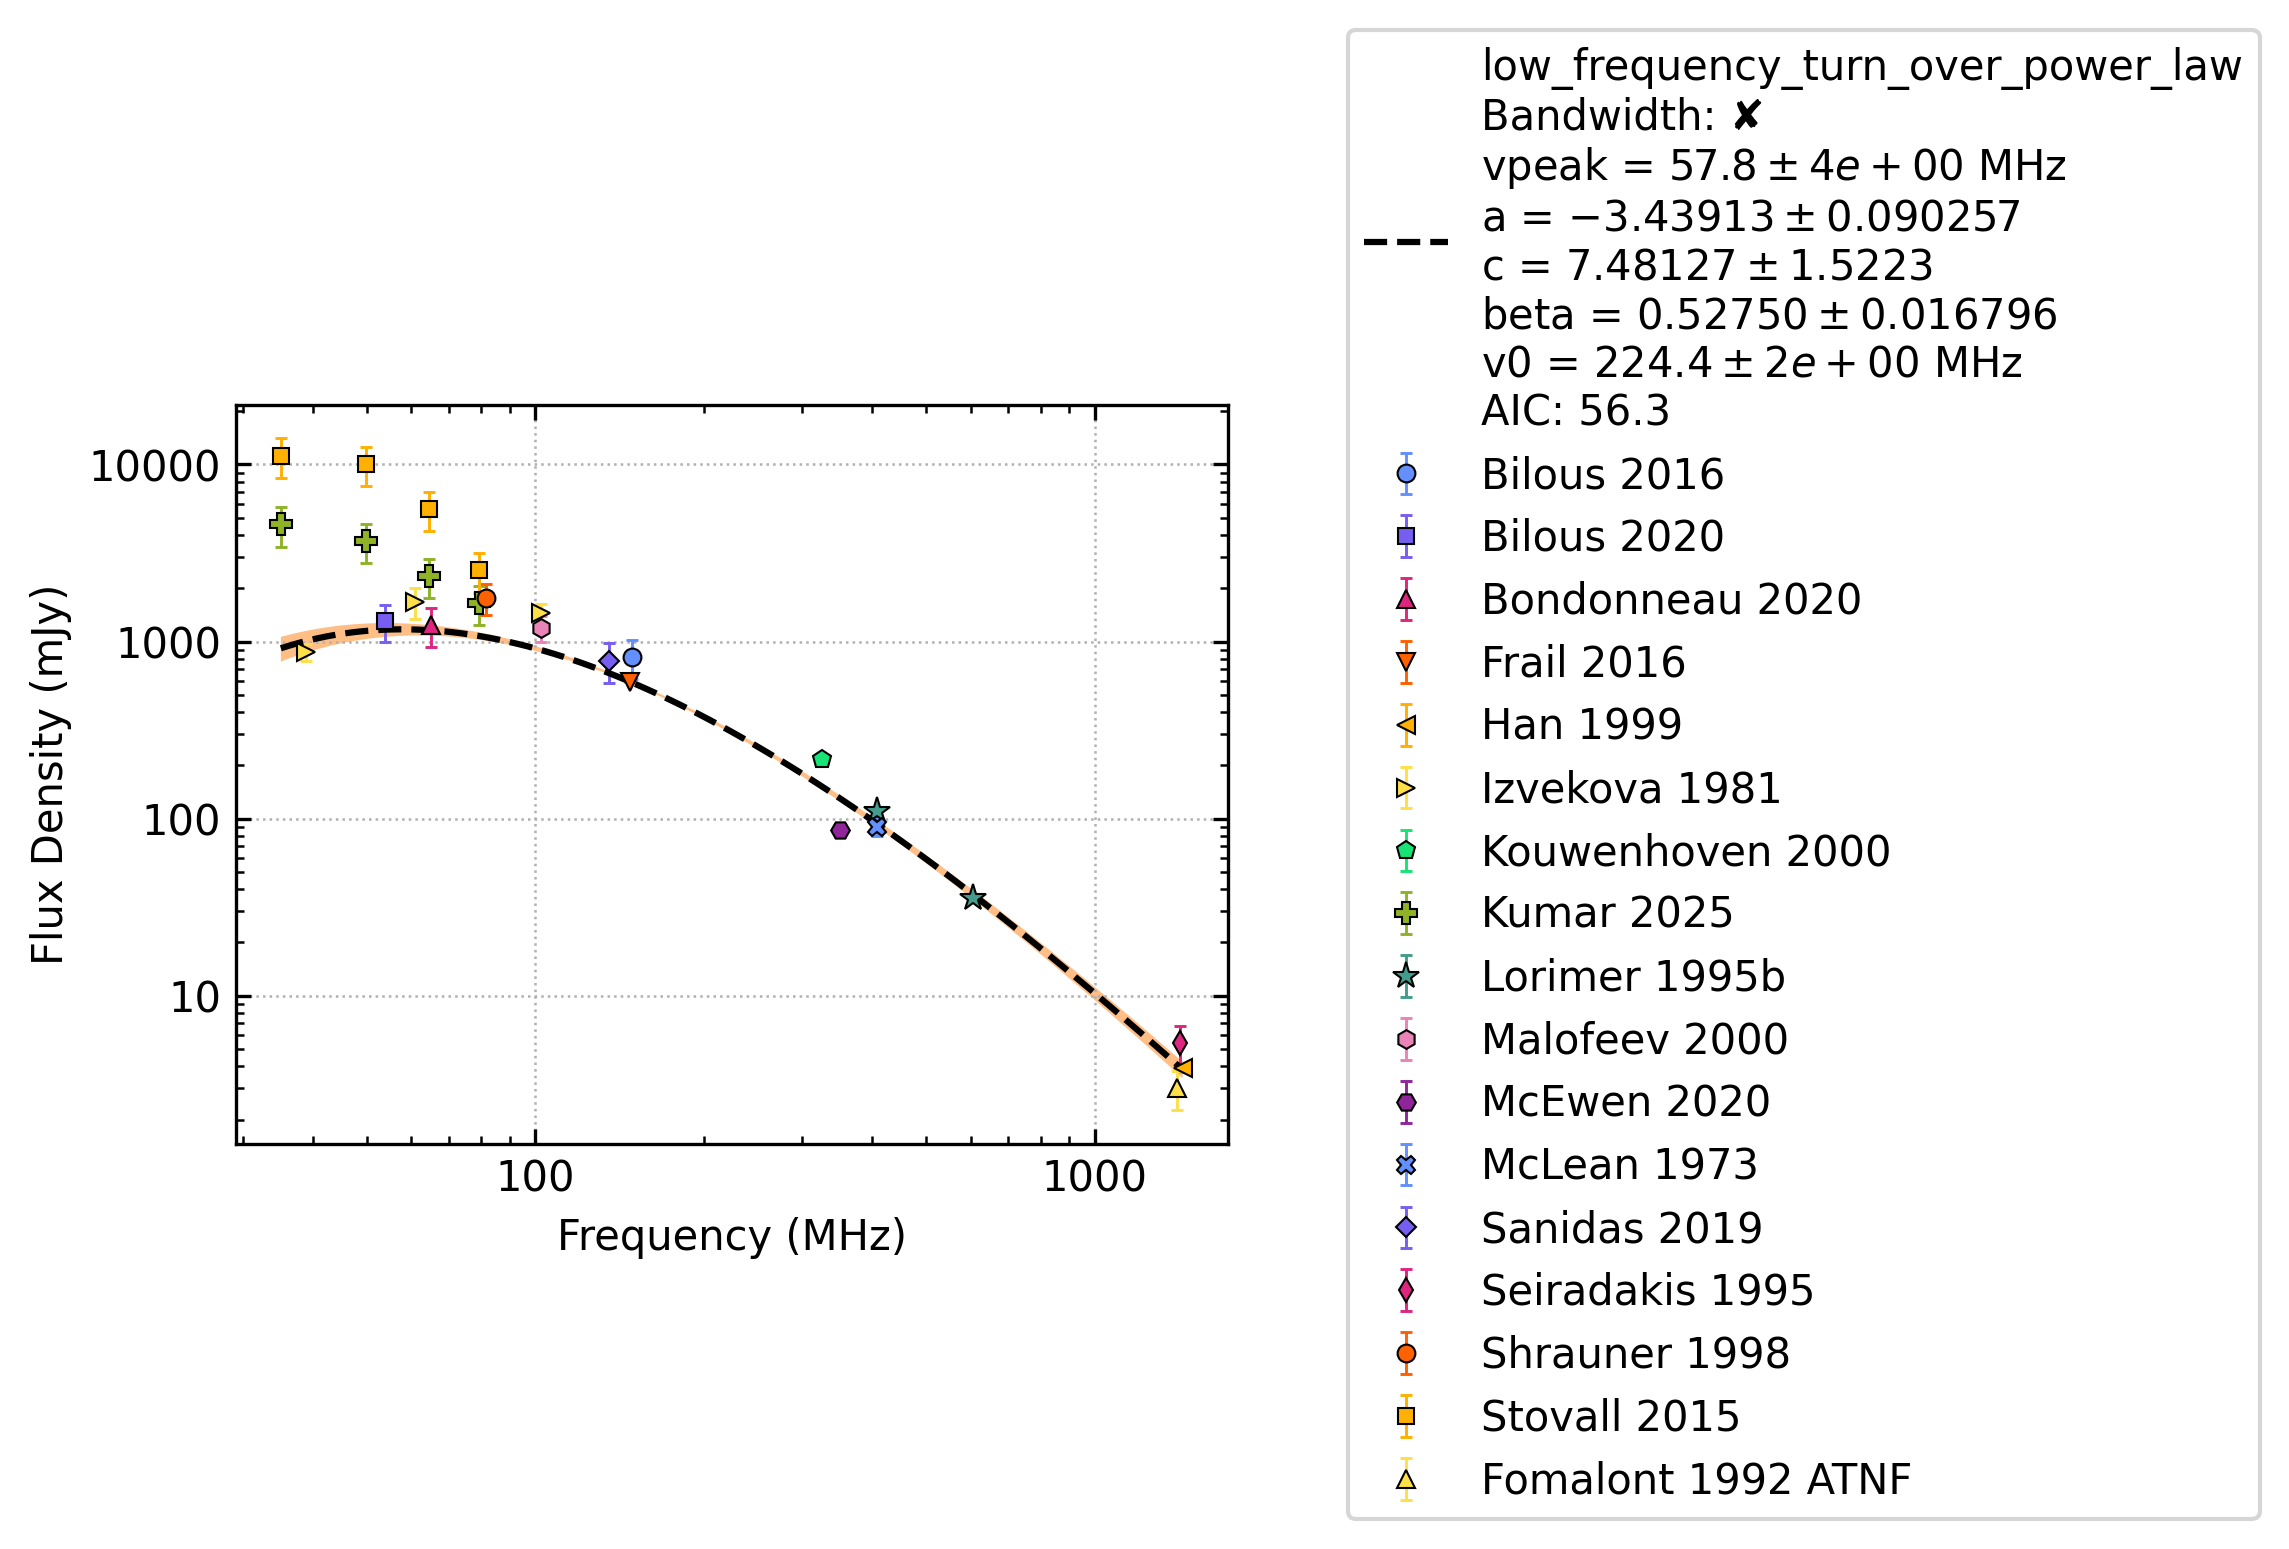 low_frequency_turn_over_power_law
Bandwidth: ✘
vpeak = 57.8 ± 4e + 00 MHz
a = −3.43913 ± 0.090257
c = 7.48127 ± 1.5223
beta = 0.52750 ± 0.016796
v0 = 224.4 ± 2e + 00 MHz
AIC: 56.3
Bilous 2016
Bilous 2020
Bondonneau 2020
Frail 2016
Han 1999
Izvekova 1981
Kouwenhoven 2000
Kumar 2025
Lorimer 1995b
Malofeev 2000
McEwen 2020
McLean 1973
Sanidas 2019
Seiradakis 1995
Shrauner 1998
Stovall 2015
Fomalont 1992 ATNF
Flux Density (mJy)
10000
1000
100
10
100
1000
Frequency (MHz)